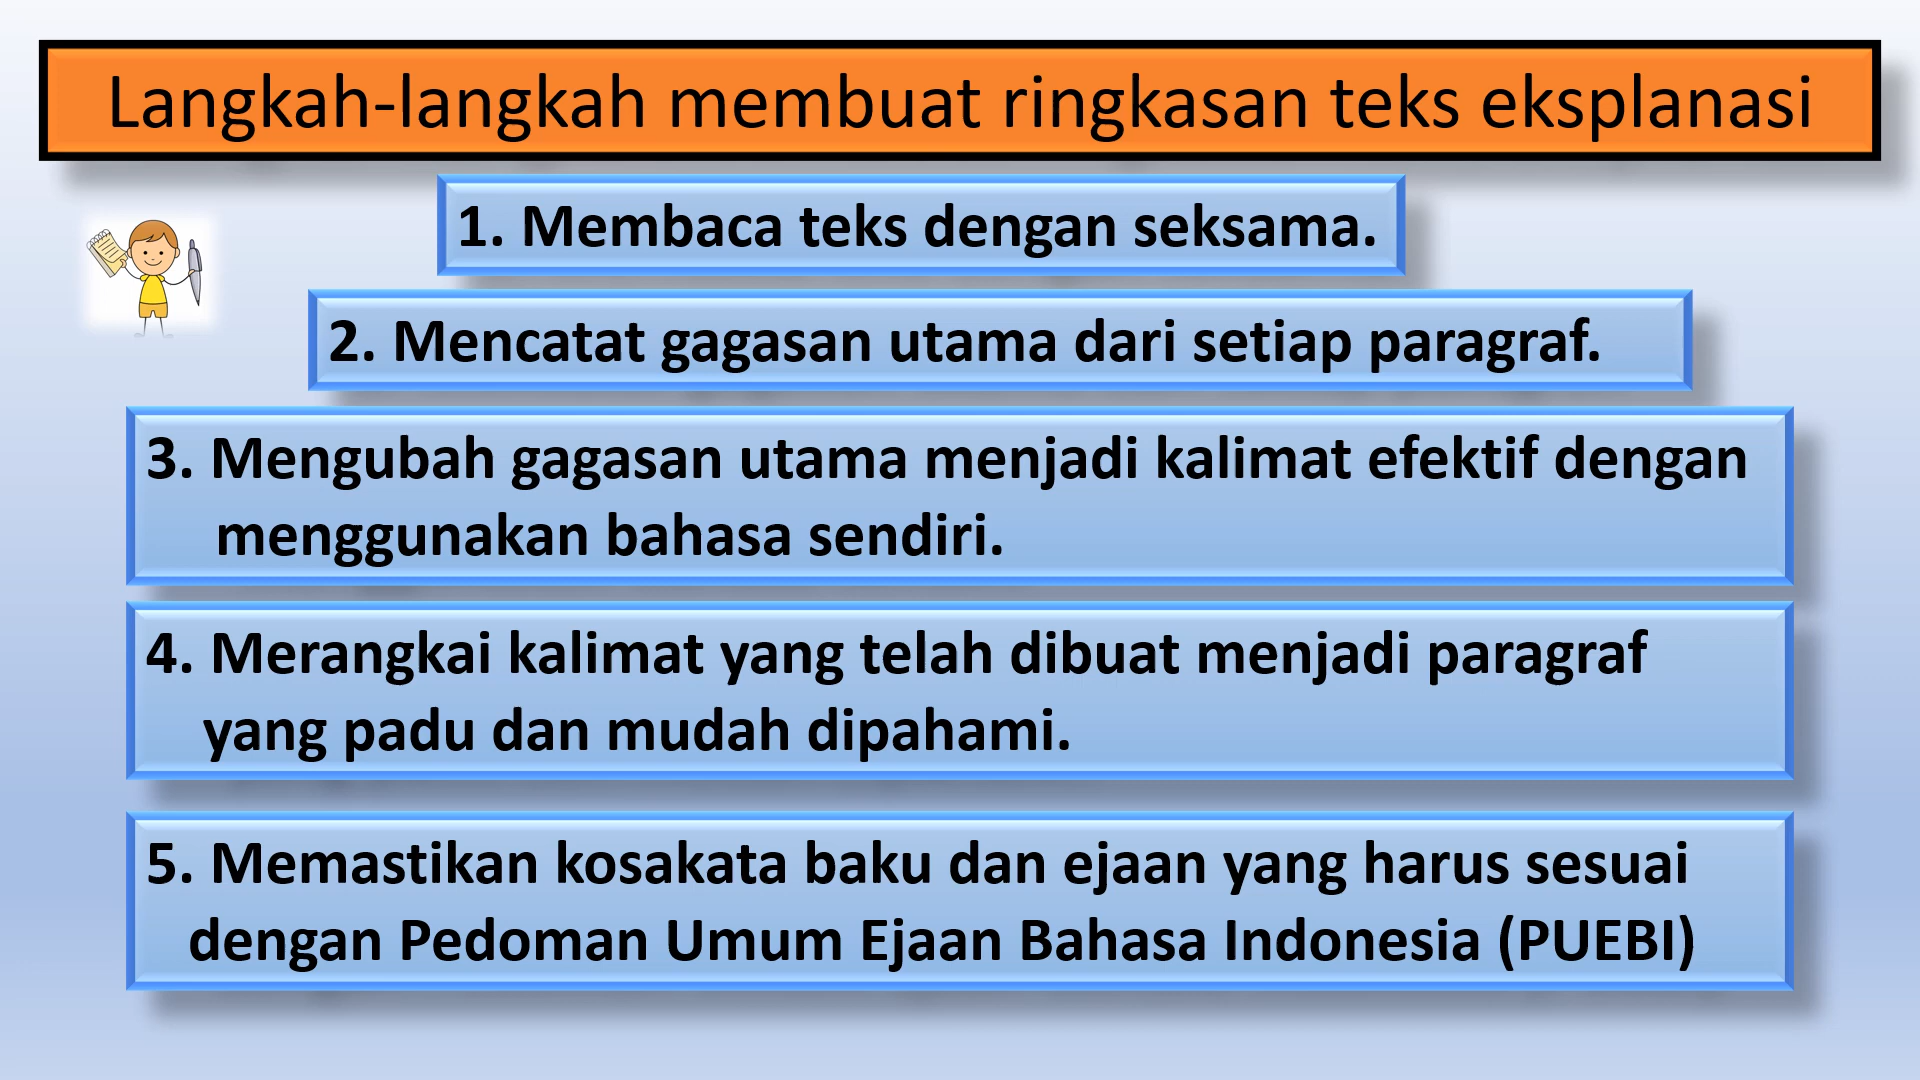 Langkah-langkah membuat ringkasan teks eksplanasi
1. Membaca teks dengan seksama.
2. Mencatat gagasan utama dari setiap paragraf.
3. Mengubah gagasan utama menjadi kalimat efektif dengan
menggunakan bahasa sendiri.
4. Merangkai kalimat yang telah dibuat menjadi paragraf
yang padu dan mudah dipahami.
5. Memastikan kosakata baku dan ejaan yang harus sesuai
dengan Pedoman Umum Ejaan Bahasa Indonesia (PUEBI)